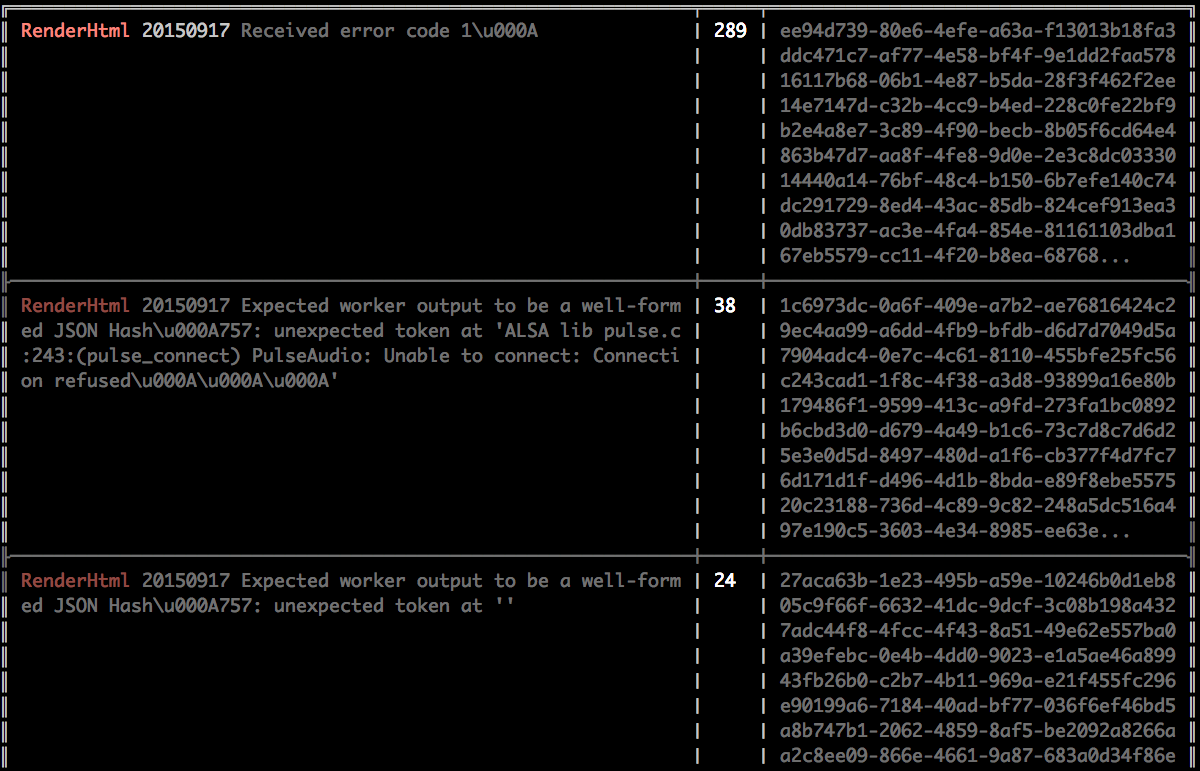 RenderHtml 20150917 Received error code 1\u000A | 289 | ee94d739-80e6-4efe-a63a-f13013b18fa3
ddc471c7-af77-4e58-bf4f-9e1dd2faa578
16117b68-06b1-4e87-b5da-28f3f462f2ee
14e7147d-c32b-4cc9-b4ed-228c0fe22bf9
b2e4a8e7-3c89-4f90-becb-8b05f6cd64e4
863b47d7-aa8f-4fe8-9d0e-2e3c8dc03330
14440a14-76bf-48c4-b150-6b7efe140c74
dc291729-8ed4-43ac-85db-824cef913ea3
0db83737-ac3e-4fa4-854e-81161103dba1
67eb5579-cc11-4f20-b8ea-68768...
RenderHtml 20150917 Expected worker output to be a well-form | 38 | 1c6973dc-0a6f-409e-a7b2-ae76816424c2
ed JSON Hash\u000A757: unexpected token at 'ALSA lib pulse.c | | 9ec4aa99-a6dd-4fb9-bfdb-d6d7d7049d5a
:243:(pulse_connect) PulseAudio: Unable to connect: Connecti | | 7904adc4-0e7c-4c61-8110-455bfe25fc56
on refused\u000A\u000A\u000A' | | c243cad1-1f8c-4f38-a3d8-93899a16e80b
179486f1-9599-413c-a9fd-273fa1bc0892
b6cbd3d0-d679-4a49-b1c6-73c7d8c7d6d2
5e3e0d5d-8497-480d-a1f6-cb377f4d7fc7
6d171d1f-d496-4d1b-8bda-e89f8ebe5575
20c23188-736d-4c89-9c82-248a5dc516a4
97e190c5-3603-4e34-8985-ee63e...
RenderHtml 20150917 Expected worker output to be a well-form | 24 | 27aca63b-1e23-495b-a59e-10246b0d1eb8
ed JSON Hash\u000A757: unexpected token at '' | | 05c9f66f-6632-41dc-9dcf-3c08b198a432
7adc44f8-4fcc-4f43-8a51-49e62e557ba0
a39efebc-0e4b-4dd0-9023-e1a5ae46a899
43fb26b0-c2b7-4b11-969a-e21f455fc296
e90199a6-7184-40ad-bf77-036f6ef46bd5
a8b747b1-2062-4859-8af5-be2092a8266a
a2c8ee09-866e-4661-9a87-683a0d34f86e